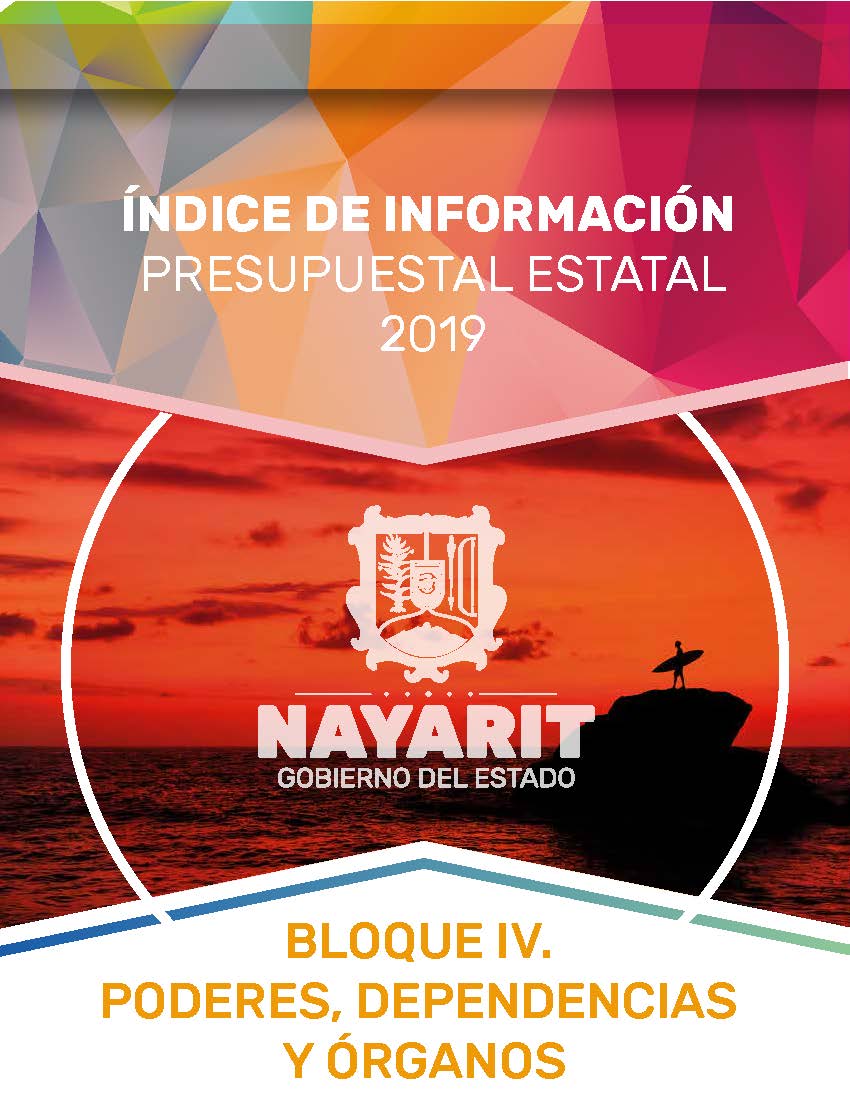 ÍNDICE DE INFORMACIÓN
PRESUPUESTAL ESTATAL
2019
NAYARIT
GOBIERNO DEL ESTADO
BLOQUE IV.
PODERES, DEPENDENCIAS
Y ÓRGANOS